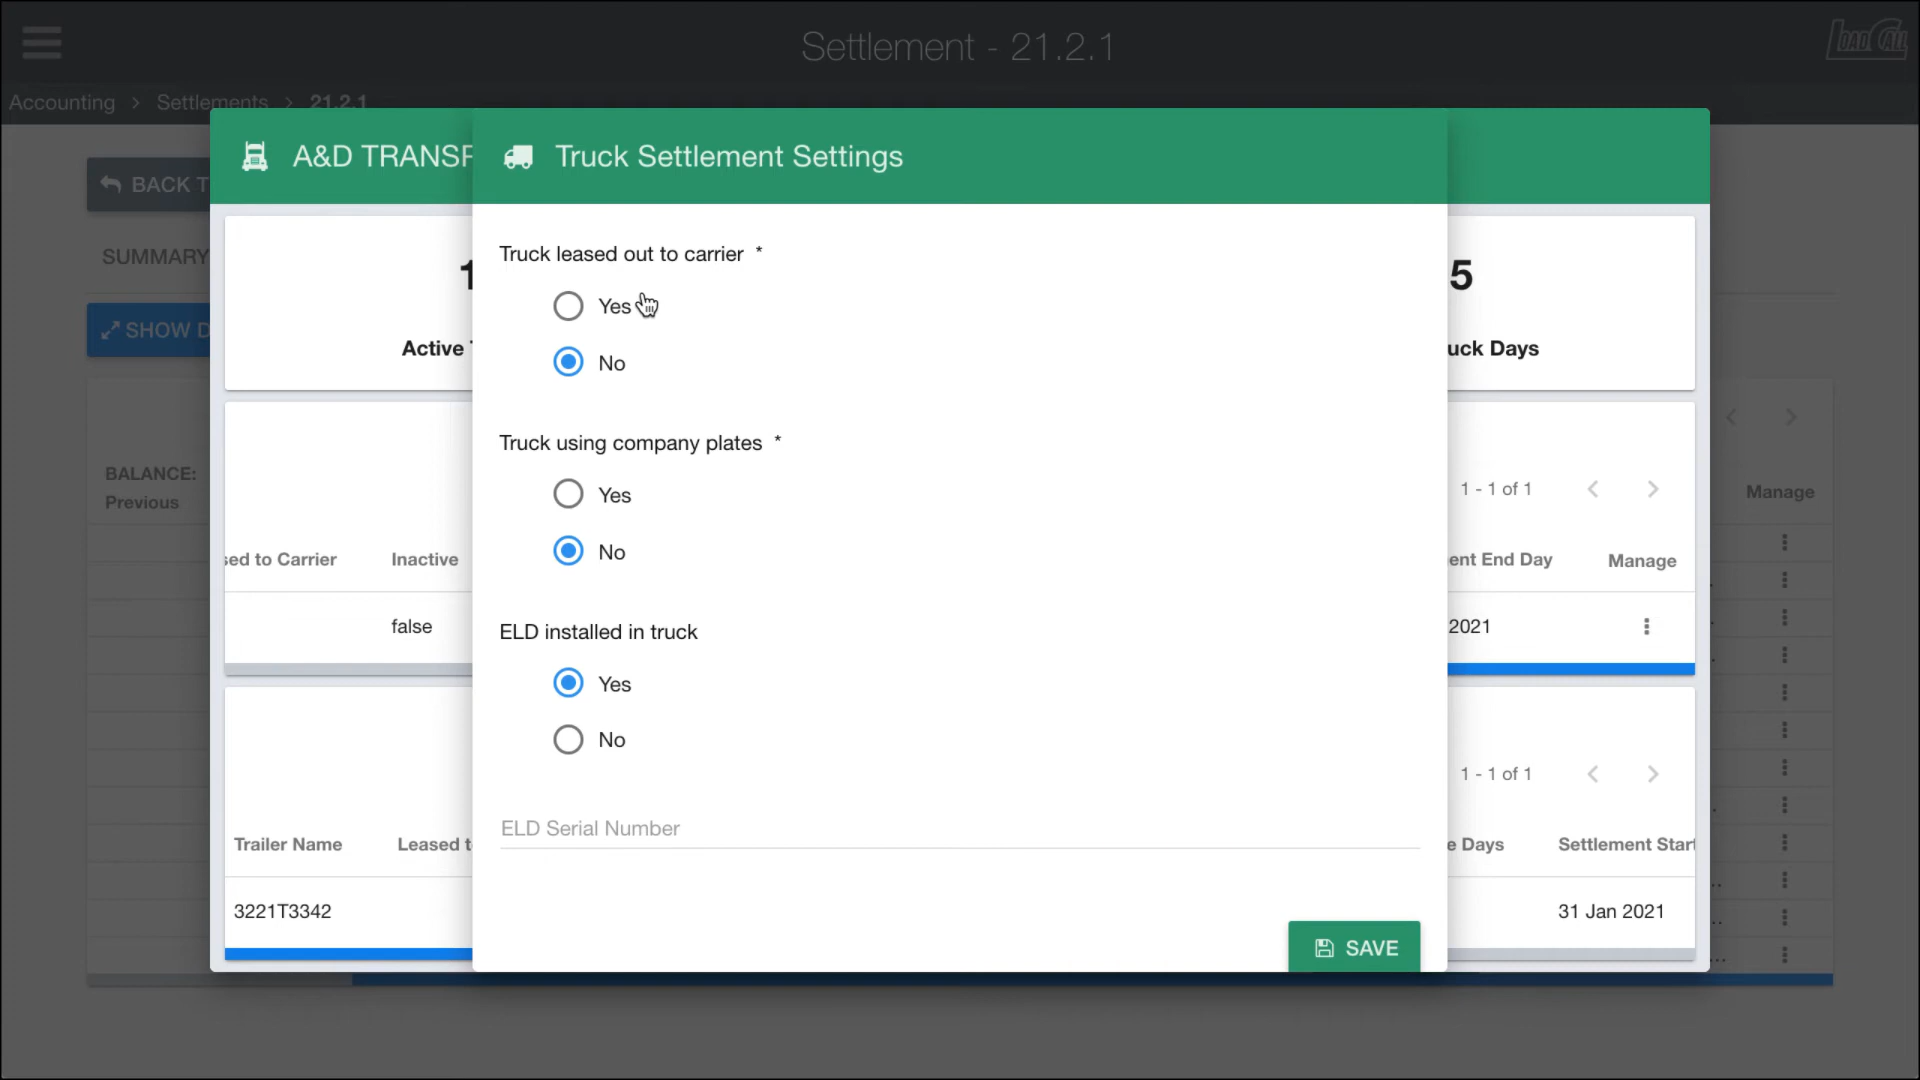 Settlement - 21.2.1
LOAD CALL
Accounting > Settlements > 21.2.1
A&D TRANSF
Truck Settlement Settings
BACK T
SUMMARY
SHOW D
1
Active
5
uck Days
Truck leased out to carrier *
Yes
No
Truck using company plates *
Yes
No
ELD installed in truck
Yes
No
ELD Serial Number
SAVE
BALANCE:
Previous
Manage
1 - 1 of 1
sed to Carrier Inactive
ent End Day Manage
false
2021
1 - 1 of 1
Trailer Name Leased t
e Days Settlement Start
3221T3342
31 Jan 2021